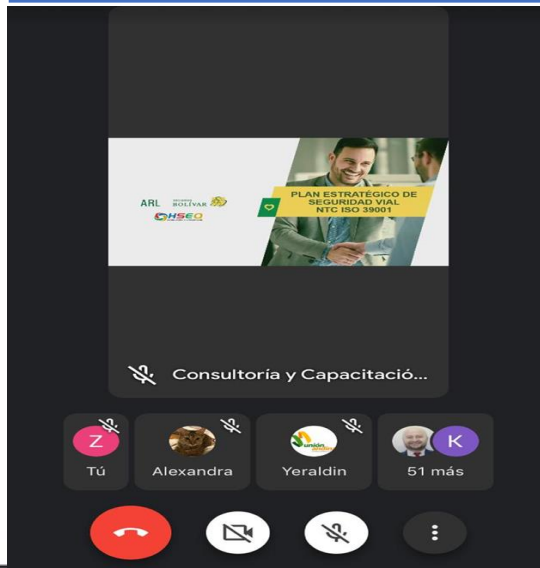 ARL
SEGUROS
BOLÍVAR
HSEQ
PLAN ESTRATÉGICO DE
SEGURIDAD VIAL
NTC ISO 39001
Consultoría y Capacitació...
Z
K
Tú
Alexandra
Yeraldin
51 más
unión